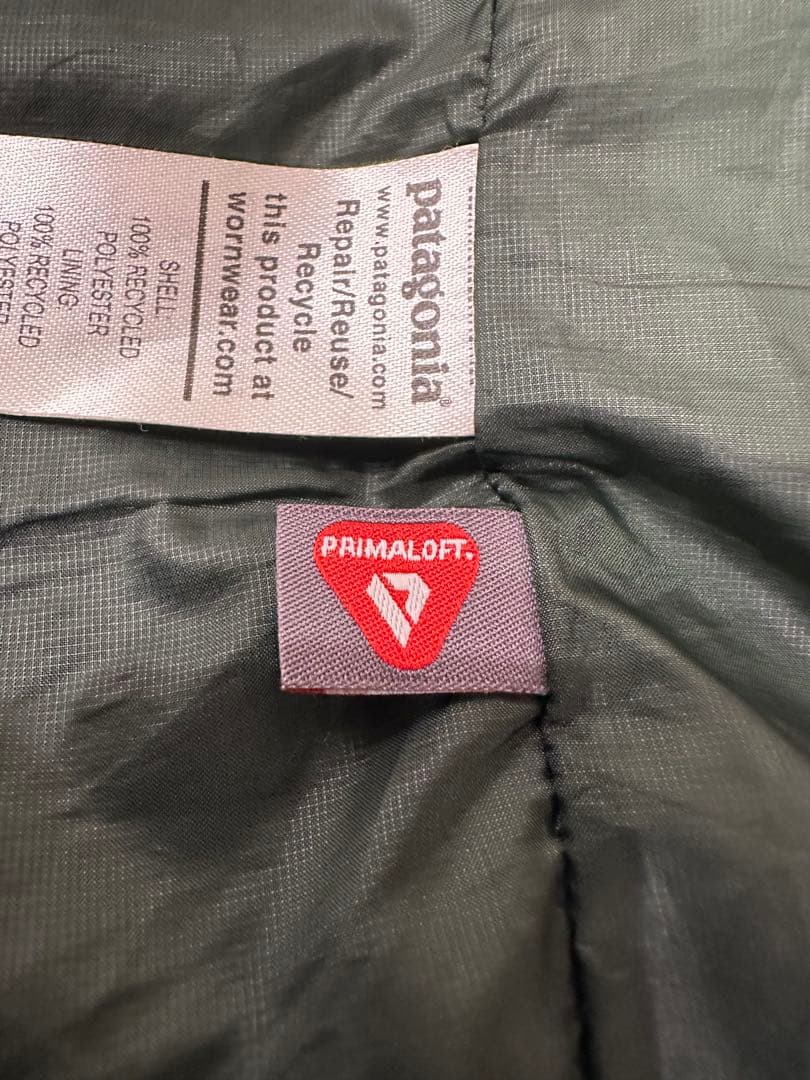 patagonia®
www.patagonia.com
Repair/Reuse/
Recycle
this product at
wornwear.com
SHELL
100% RECYCLED
POLYESTER
LINING
100% RECYCLED
POLYESTER
PRIMALOFT.